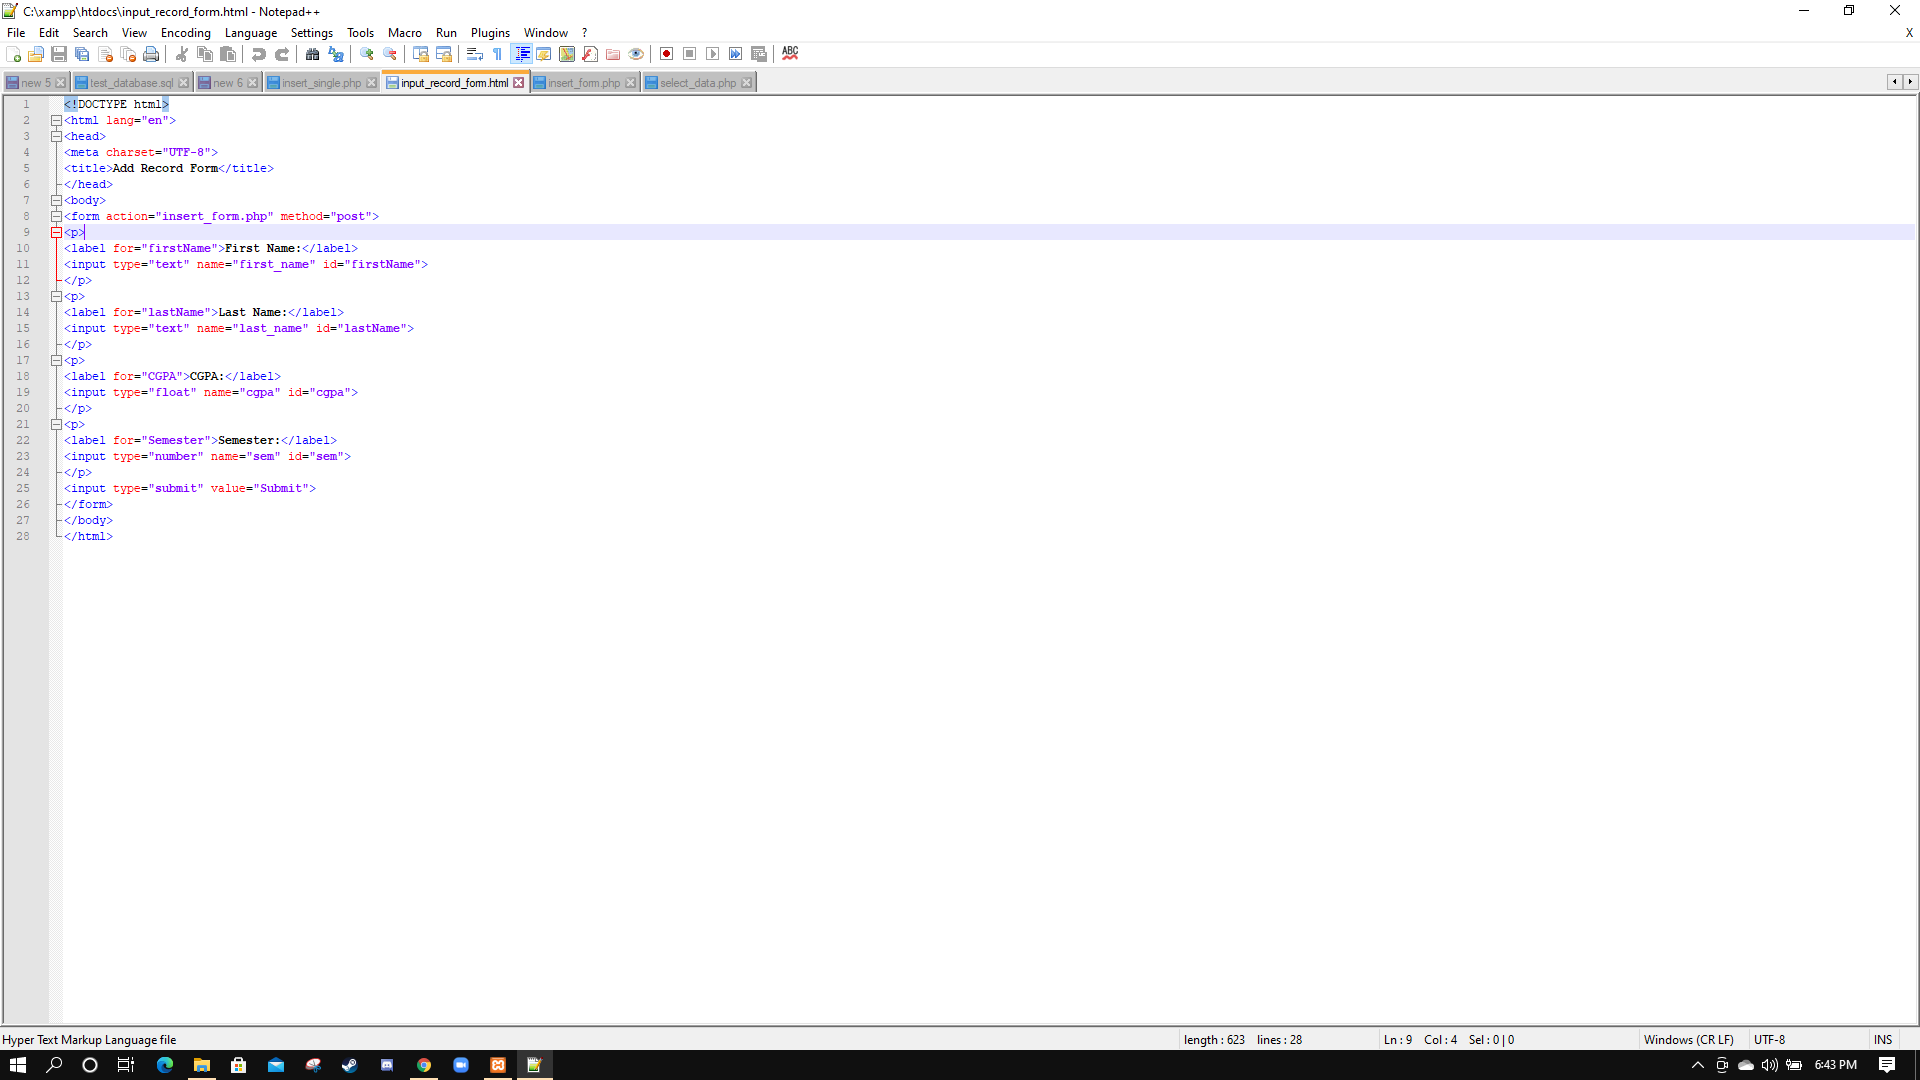 C:\xampp\htdocs\input_record_form.html - Notepad++
File Edit Search View Encoding Language Settings Tools Macro Run Plugins Window ? X
ABC
new 5 test_database.sql new 6 insert_single.php input_record_form.html insert_form.php select_data.php
1 <!DOCTYPE html>
2 <html lang="en">
3 <head>
4 <meta charset="UTF-8">
5 <title>Add Record Form</title>
6 </head>
7 <body>
8 <form action="insert_form.php" method="post">
9 <p>
10 <label for="firstName">First Name:</label>
11 <input type="text" name="first_name" id="firstName">
12 </p>
13 <p>
14 <label for="lastName">Last Name:</label>
15 <input type="text" name="last_name" id="lastName">
16 </p>
17 <p>
18 <label for="CGPA">CGPA:</label>
19 <input type="float" name="cgpa" id="cgpa">
20 </p>
21 <p>
22 <label for="Semester">Semester:</label>
23 <input type="number" name="sem" id="sem">
24 </p>
25 <input type="submit" value="Submit">
26 </form>
27 </body>
28 </html>
Hyper Text Markup Language file length : 623 lines : 28 Ln : 9 Col : 4 Sel : 0 | 0 Windows (CR LF) UTF-8 INS
6:43 PM